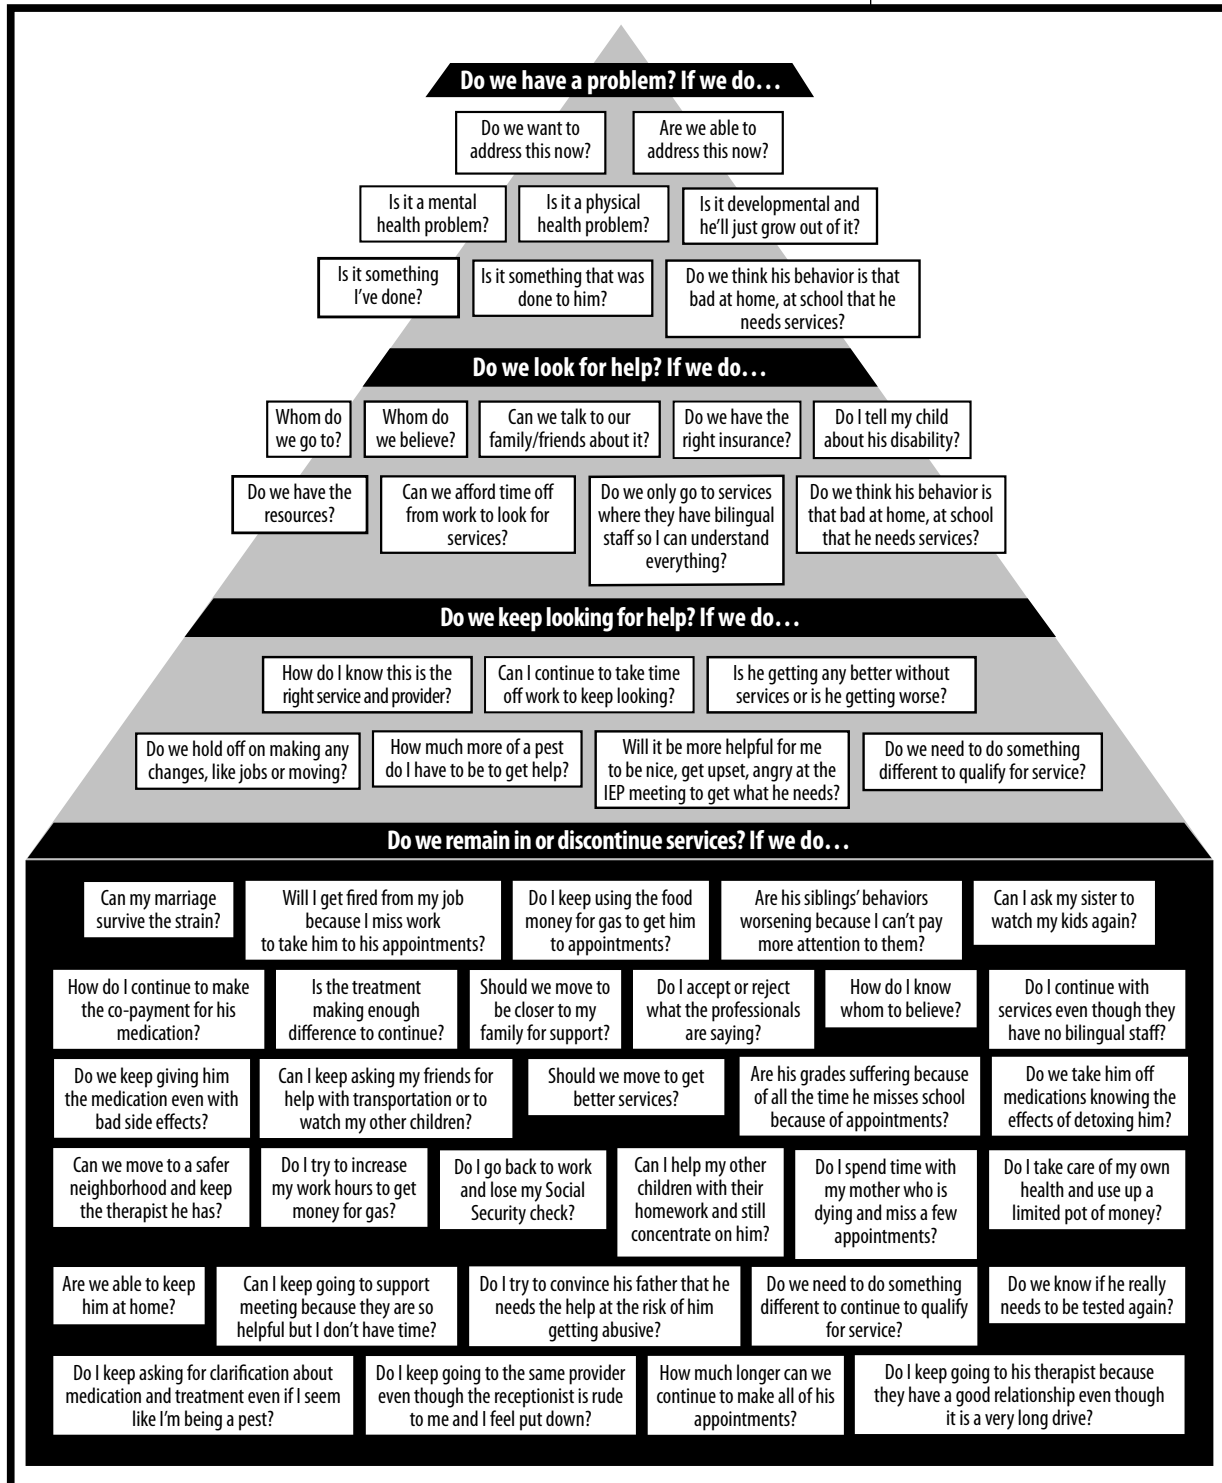 Do we have a problem? If we do…
Do we want to
address this now?
Are we able to
address this now?
Is it a mental
health problem?
Is it a physical
health problem?
Is it developmental and
he'll just grow out of it?
Is it something
I've done?
Is it something that was
done to him?
Do we think his behavior is that
bad at home, at school that he
needs services?
Do we look for help? If we do…
Whom do
we go to?
Whom do
we believe?
Can we talk to our
family/friends about it?
Do we have the
right insurance?
Do I tell my child
about his disability?
Do we have the
resources?
Can we afford time off
from work to look for
services?
Do we only go to services
where they have bilingual
staff so I can understand
everything?
Do we think his behavior is
that bad at home, at school
that he needs services?
Do we keep looking for help? If we do…
How do I know this is the
right service and provider?
Can I continue to take time
off work to keep looking?
Is he getting any better without
services or is he getting worse?
Do we hold off on making any
changes, like jobs or moving?
How much more of a pest
do I have to be to get help?
Will it be more helpful for me
to be nice, get upset, angry at the
IEP meeting to get what he needs?
Do we need to do something
different to qualify for service?
Do we remain in or discontinue services? If we do…
Can my marriage
survive the strain?
Will I get fired from my job
because I miss work
to take him to his appointments?
Do I keep using the food
money for gas to get him
to appointments?
Are his siblings' behaviors
worsening because I can't pay
more attention to them?
Can I ask my sister to
watch my kids again?
How do I continue to make
the co-payment for his
medication?
Is the treatment
making enough
difference to continue?
Should we move to
be closer to my
family for support?
Do I accept or reject
what the professionals
are saying?
How do I know
whom to believe?
Do I continue with
services even though they
have no bilingual staff?
Do we keep giving him
the medication even with
bad side effects?
Can I keep asking my friends for
help with transportation or to
watch my other children?
Should we move to get
better services?
Are his grades suffering because
of all the time he misses school
because of appointments?
Do we take him off
medications knowing the
effects of detoxing him?
Can we move to a safer
neighborhood and keep
the therapist he has?
Do I try to increase
my work hours to get
money for gas?
Do I go back to work
and lose my Social
Security check?
Can I help my other
children with their
homework and still
concentrate on him?
Do I spend time with
my mother who is
dying and miss a few
appointments?
Do I take care of my own
health and use up a
limited pot of money?
Are we able to keep
him at home?
Can I keep going to support
meeting because they are so
helpful but I don't have time?
Do I try to convince his father that he
needs the help at the risk of him
getting abusive?
Do we need to do something
different to continue to qualify
for service?
Do we know if he really
needs to be tested again?
Do I keep asking for clarification about
medication and treatment even if I seem
like I'm being a pest?
Do I keep going to the same provider
even though the receptionist is rude
to me and I feel put down?
How much longer can we
continue to make all of his
appointments?
Do I keep going to his therapist because
they have a good relationship even though
it is a very long drive?